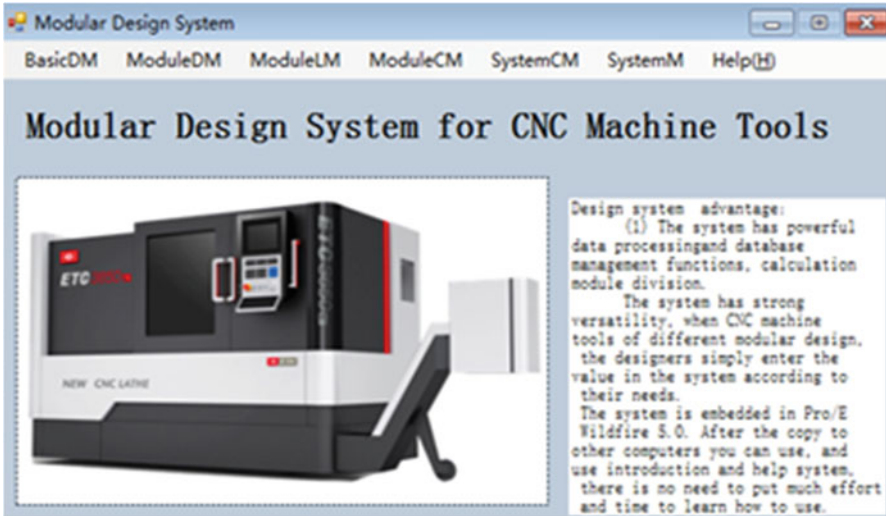 Modular Design System
BasicDM ModuleDM ModuleLM ModuleCM SystemCM SystemM Help(H)
Modular Design System for CNC Machine Tools
ETC
NEW CNC LATHE
Design system advantage:
(1) The system has powerful
data processingand database
management functions, calculation
module division.
The system has strong
versatility, when CNC machine
tools of different modular design,
the designers simply enter the
value in the system according to
their needs.
The system is embedded in Pro/E
Wildfire 5.0. After the copy to
other computers you can use, and
use introduction and help system,
there is no need to put much effort
and time to learn how to use.